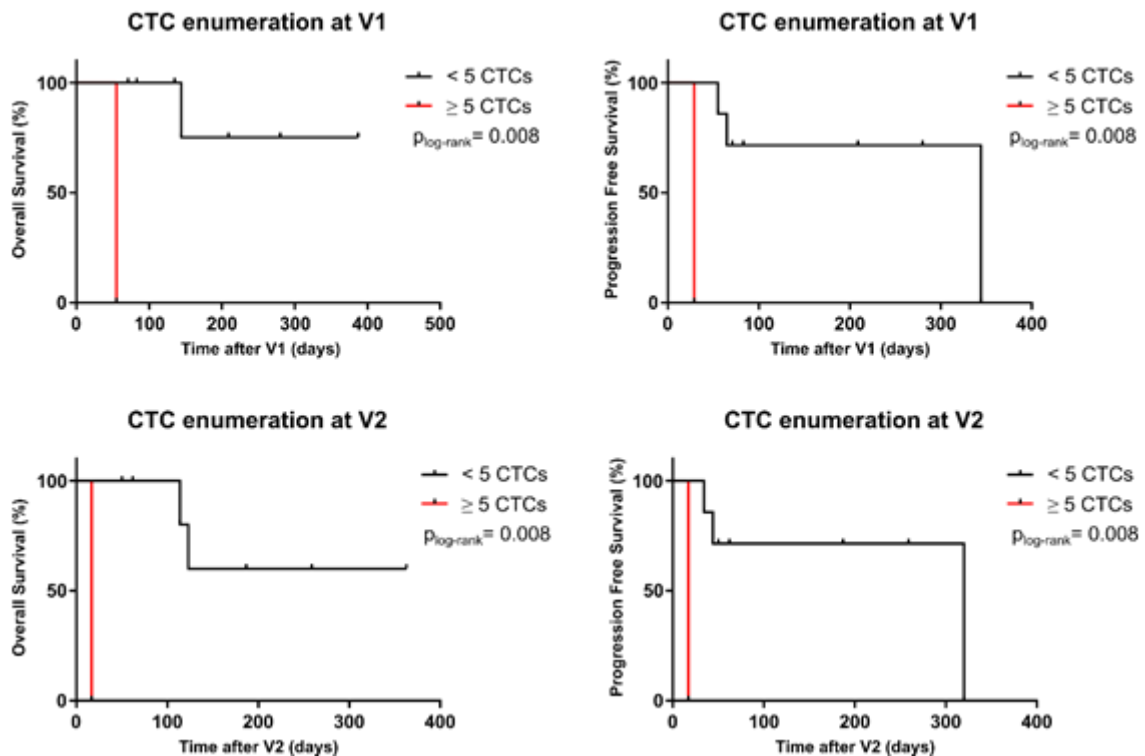 CTC enumeration at V1
Overall Survival (%)
100
50
0
0 100 200 300 400 500
Time after V1 (days)
< 5 CTCs
≥ 5 CTCs
plog-rank= 0.008
CTC enumeration at V1
Progression Free Survival (%)
100
50
0
0 100 200 300 400
Time after V1 (days)
< 5 CTCs
≥ 5 CTCs
plog-rank= 0.008
CTC enumeration at V2
Overall Survival (%)
100
50
0
0 100 200 300 400
Time after V2 (days)
< 5 CTCs
≥ 5 CTCs
plog-rank= 0.008
CTC enumeration at V2
Progression Free Survival (%)
100
50
0
0 100 200 300 400
Time after V2 (days)
< 5 CTCs
≥ 5 CTCs
plog-rank= 0.008